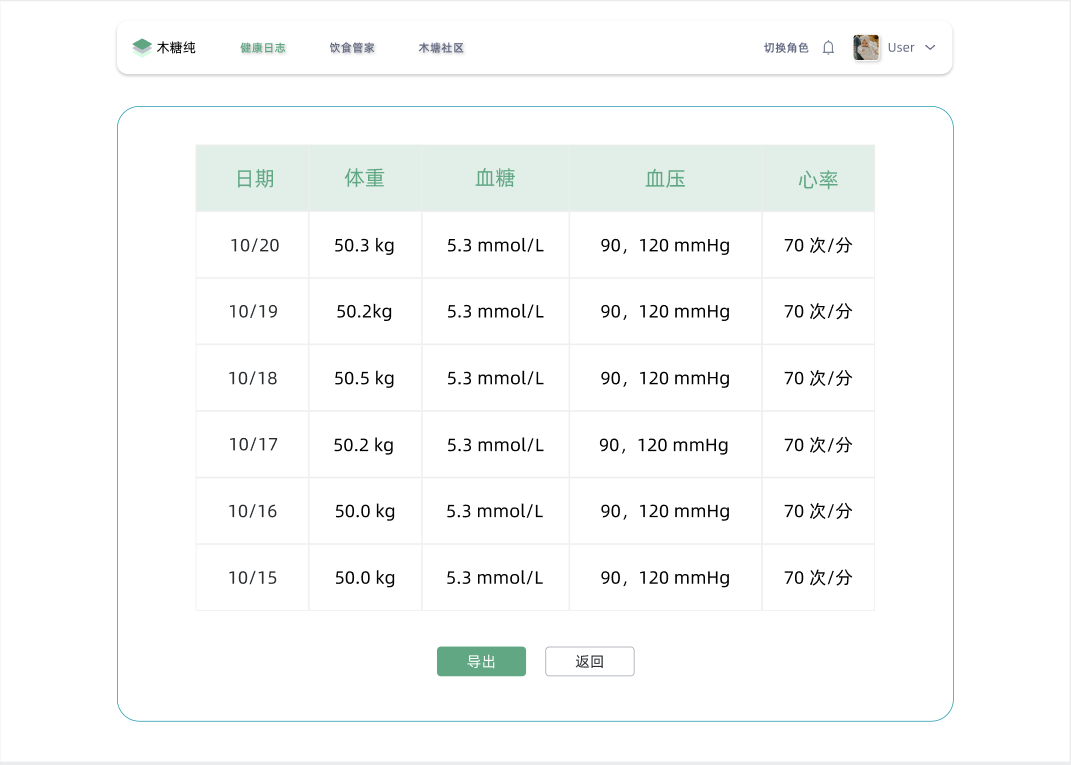 木糖纯 健康日志 饮食管家 木塘社区 切换角色 User
日期 体重 血糖 血压 心率
10/20 50.3 kg 5.3 mmol/L 90，120 mmHg 70 次/分
10/19 50.2kg 5.3 mmol/L 90，120 mmHg 70 次/分
10/18 50.5 kg 5.3 mmol/L 90，120 mmHg 70 次/分
10/17 50.2 kg 5.3 mmol/L 90，120 mmHg 70 次/分
10/16 50.0 kg 5.3 mmol/L 90，120 mmHg 70 次/分
10/15 50.0 kg 5.3 mmol/L 90，120 mmHg 70 次/分
导出 返回